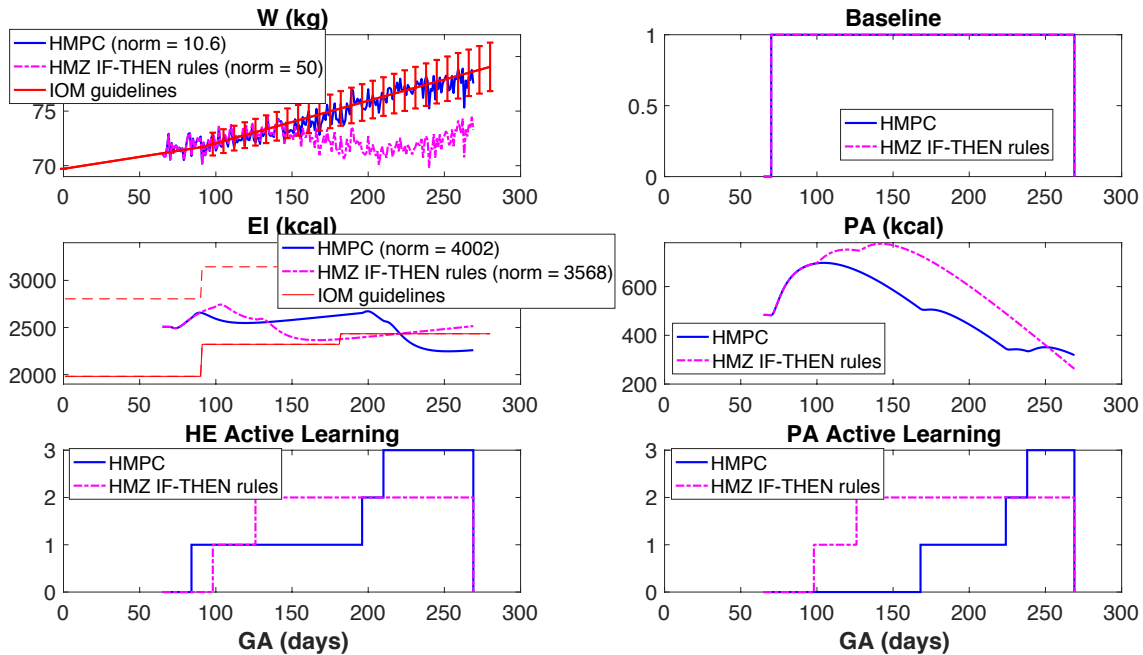 W (kg)
HMPC (norm = 10.6)
HMZ IF-THEN rules (norm = 50)
IOM guidelines
75
70
0 50 100 150 200 250 300
Baseline
1
0.5
0
HMPC
HMZ IF-THEN rules
0 50 100 150 200 250 300
EI (kcal)
HMPC (norm = 4002)
HMZ IF-THEN rules (norm = 3568)
IOM guidelines
3000
2500
2000
0 50 100 150 200 250 300
PA (kcal)
600
400
200
HMPC
HMZ IF-THEN rules
0 50 100 150 200 250 300
HE Active Learning
3
2
1
0
HMPC
HMZ IF-THEN rules
0 50 100 150 200 250 300
GA (days)
PA Active Learning
3
2
1
0
HMPC
HMZ IF-THEN rules
0 50 100 150 200 250 300
GA (days)